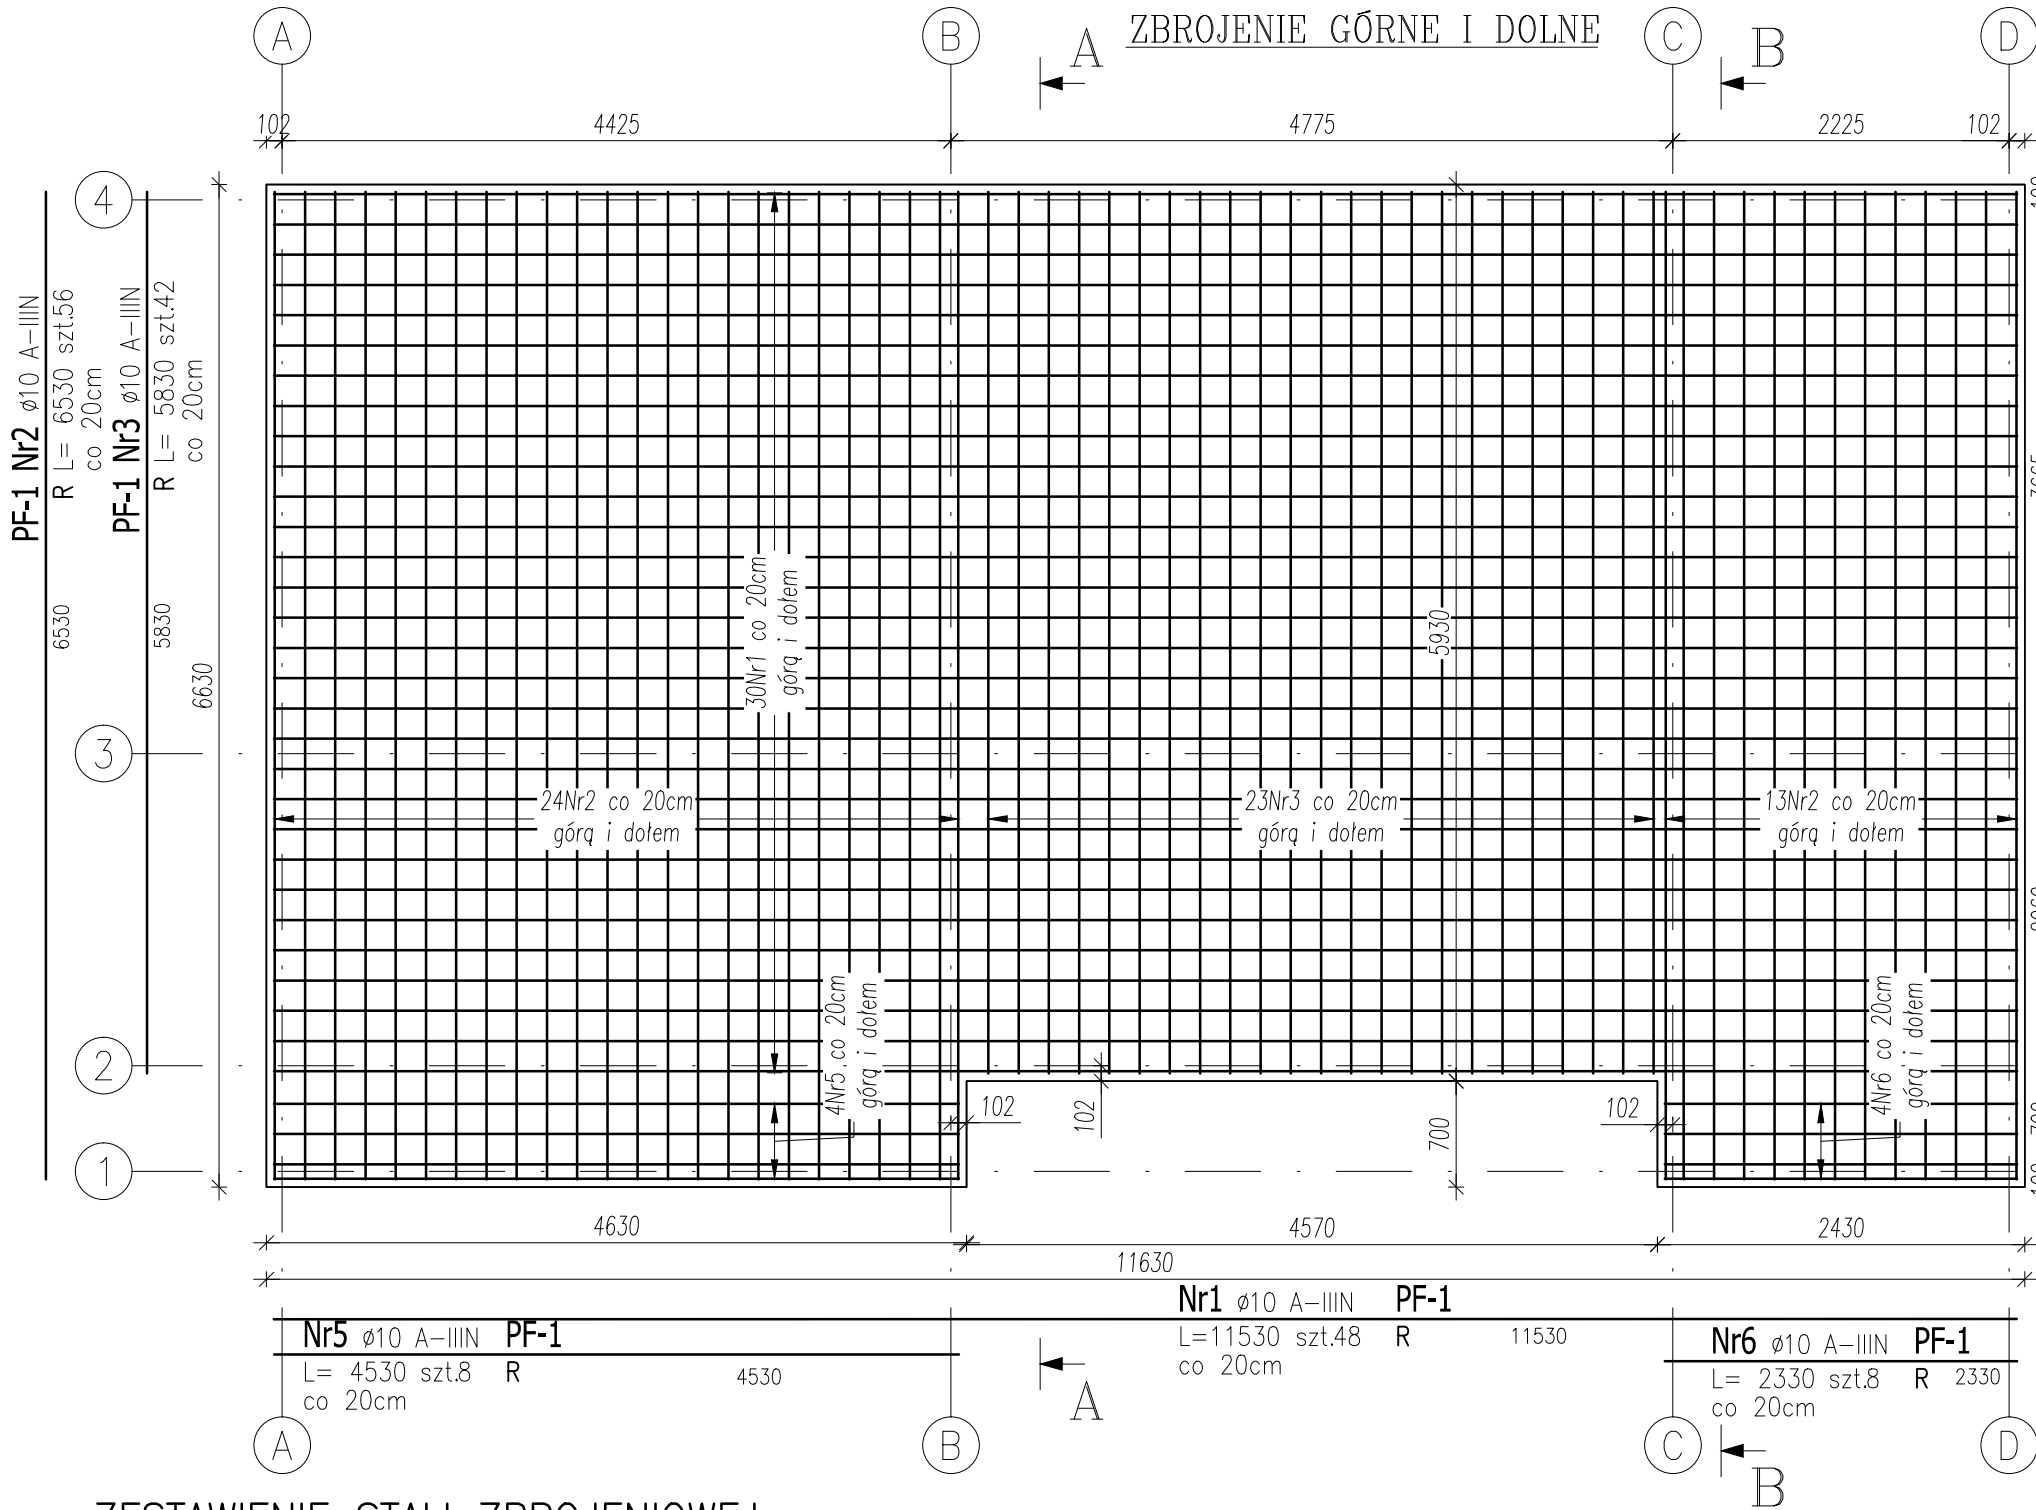 A
B
A
ZBROJENIE GÓRNE I DOLNE
C
B
D
102
4425
4775
2225
102
4
3
2
1
PF-1 Nr2 ø10 A-IIIN
R L= 6530 szt.56
co 20cm
6530
PF-1 Nr3 ø10 A-IIIN
R L= 5830 szt.42
co 20cm
5830
6630
30Nr1 co 20cm
górą i dołem
5930
24Nr2 co 20cm
górą i dołem
23Nr3 co 20cm
górą i dołem
13Nr2 co 20cm
górą i dołem
4Nr5 co 20cm
górą i dołem
4Nr6 co 20cm
górą i dołem
102
102
700
102
4630
4570
2430
11630
Nr1 ø10 A-IIIN PF-1
L=11530 szt.48 R 11530
co 20cm
Nr5 ø10 A-IIIN PF-1
L= 4530 szt.8 R 4530
co 20cm
Nr6 ø10 A-IIIN PF-1
L= 2330 szt.8 R 2330
co 20cm
A
A
B
C
D
B
ZESTAWIENIE STALI ZBROJENIOWEJ